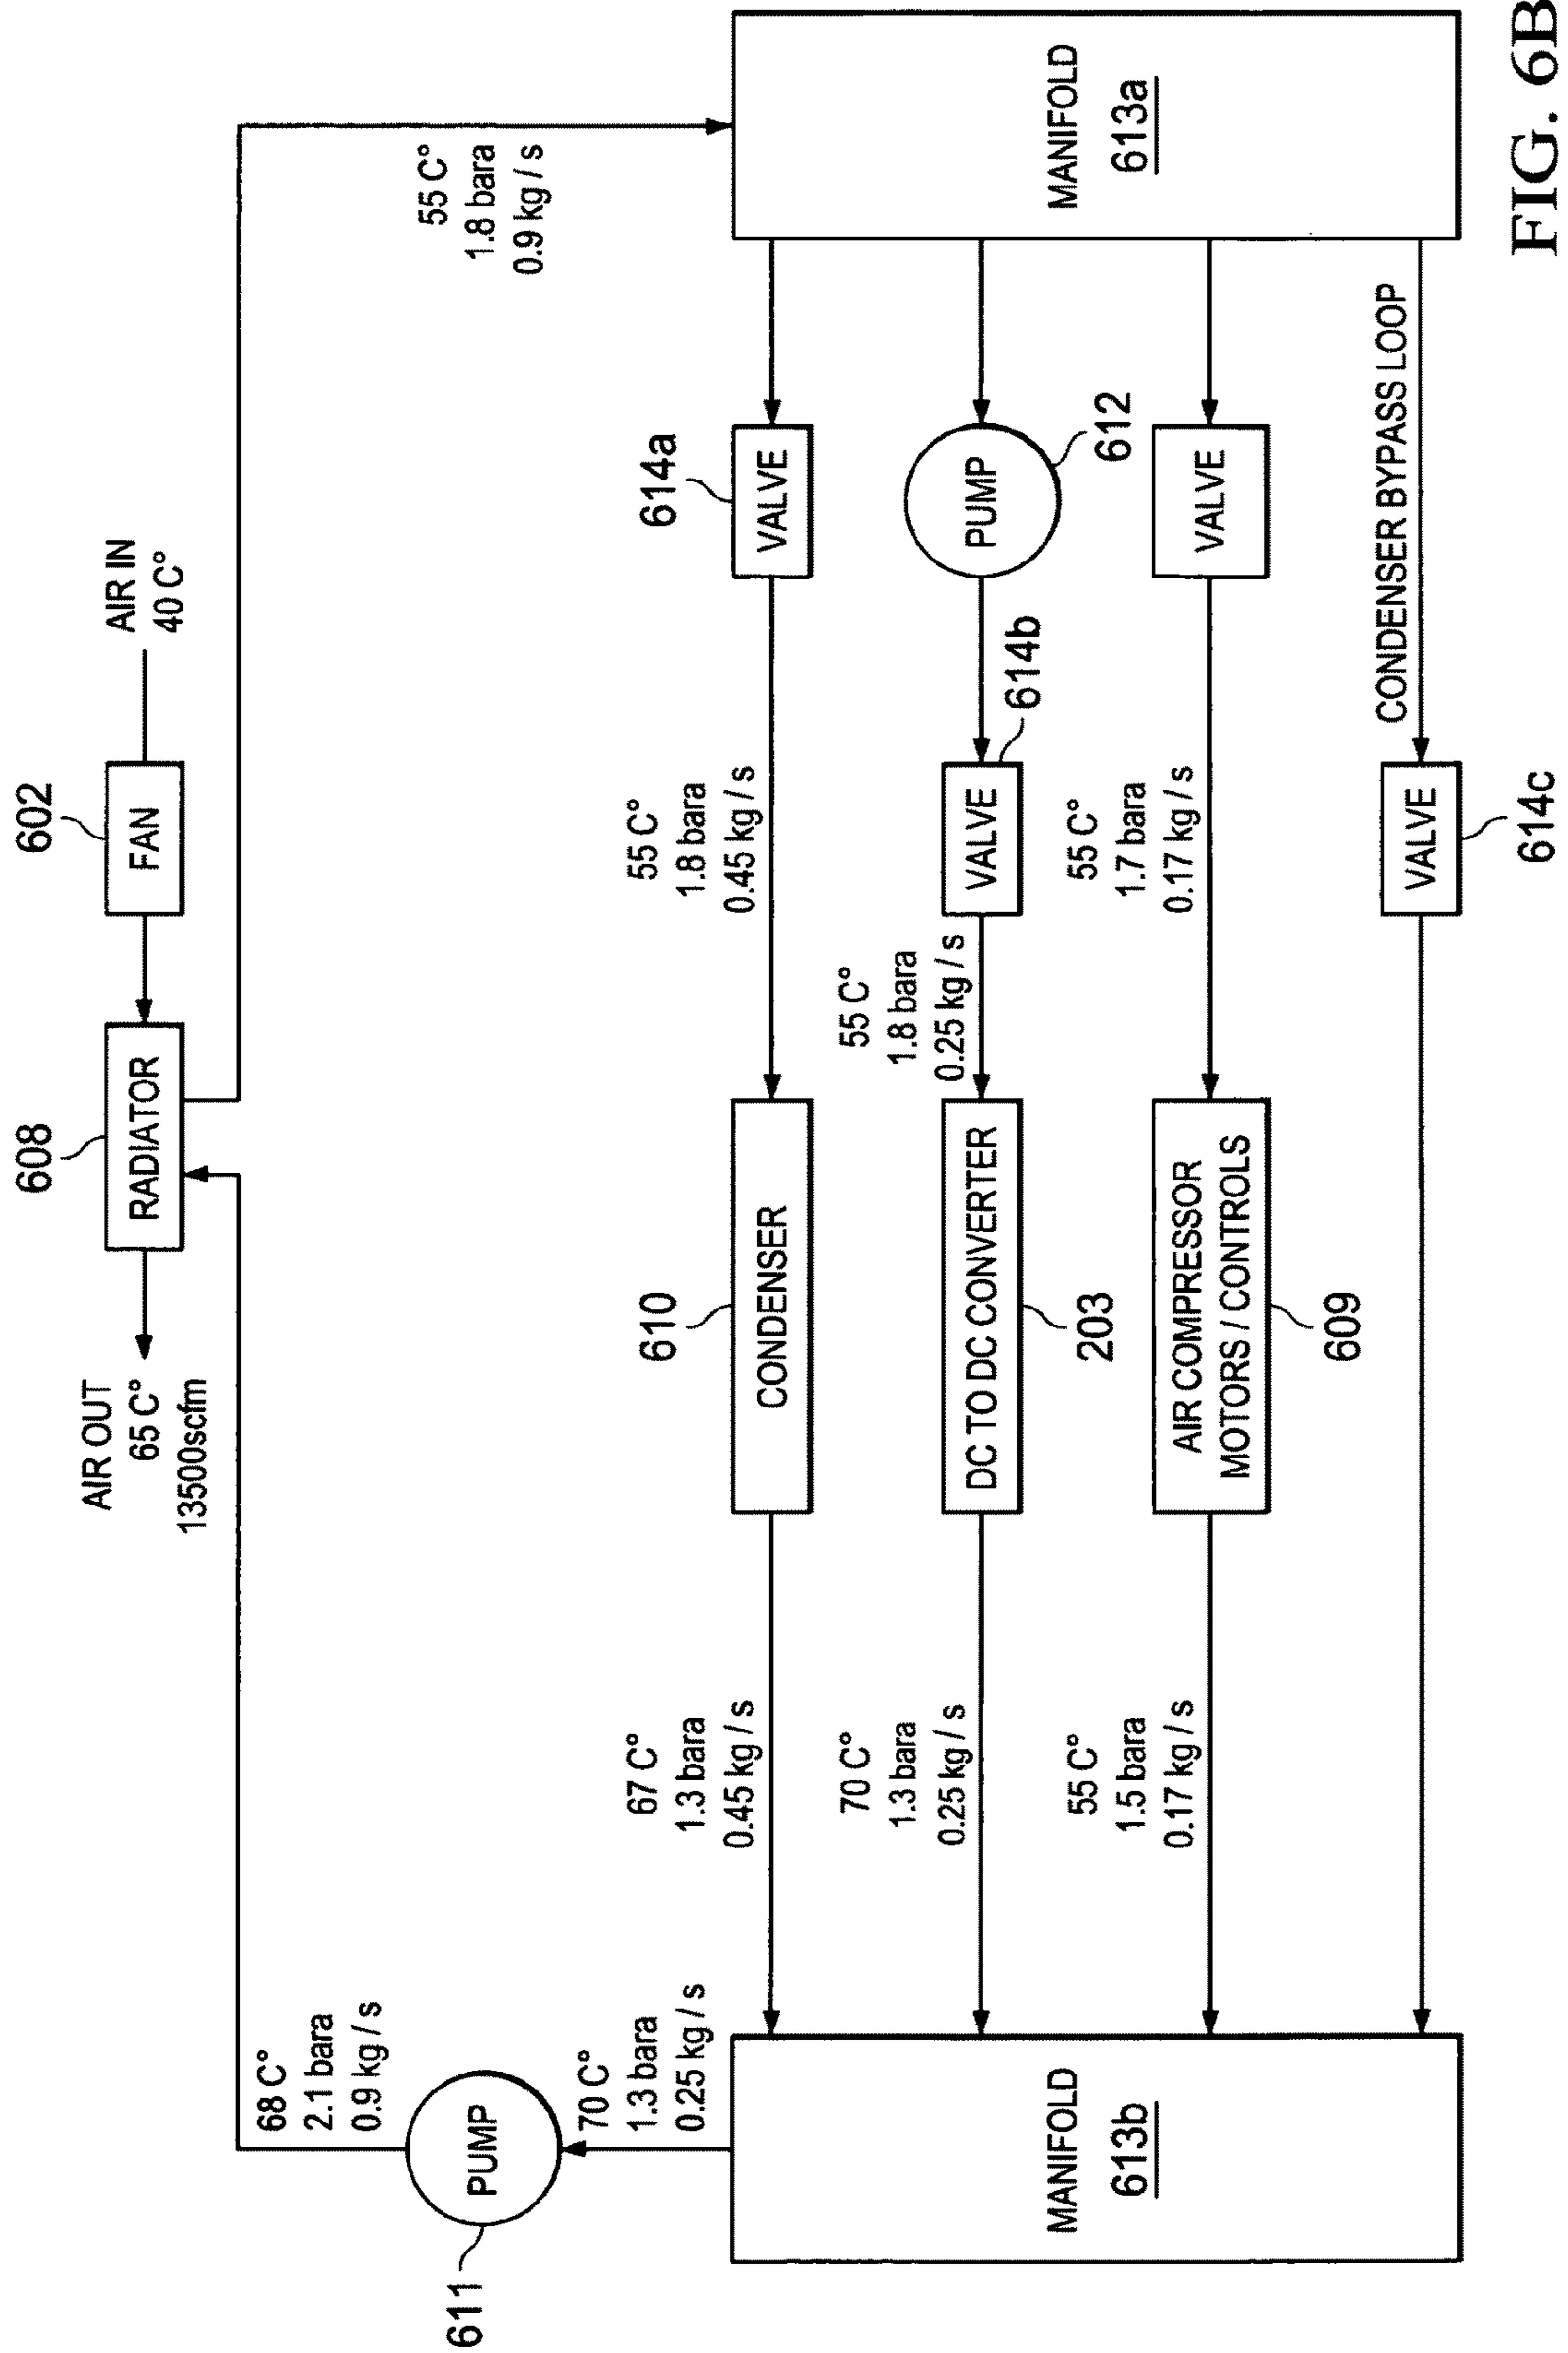 602
FAN
AIR IN
40 C°
608
RADIATOR
AIR OUT
65 C°
13500scfm
55 C°
1.8 bara
0.9 kg / s
68 C°
2.1 bara
0.9 kg / s
PUMP
611
70 C°
1.3 bara
0.25 kg / s
MANIFOLD
613b
67 C°
1.3 bara
0.45 kg / s
610
CONDENSER
55 C°
1.8 bara
0.45 kg / s
614a
VALVE
MANIFOLD
613a
70 C°
1.3 bara
0.25 kg / s
DC TO DC CONVERTER
203
55 C°
1.8 bara
0.25 kg / s
VALVE
614b
PUMP
612
55 C°
1.5 bara
0.17 kg / s
AIR COMPRESSOR
MOTORS / CONTROLS
609
55 C°
1.7 bara
0.17 kg / s
VALVE
CONDENSER BYPASS LOOP
VALVE
614c
FIG. 6B